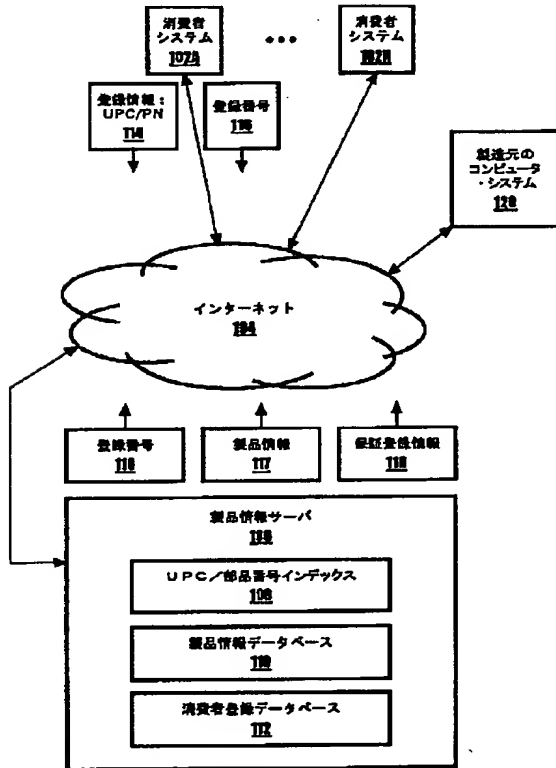 消費者
システム
102A
•••
消費者
システム
102N
登録情報：
UPC/PN
114
登録番号
116
製造元の
コンピュータ
・システム
120
インターネット
104
登録番号
116
製品情報
117
保証登録情報
118
製品情報サーバ
UPC／部品番号インデックス
108
製品情報データベース
110
消費者登録データベース
112